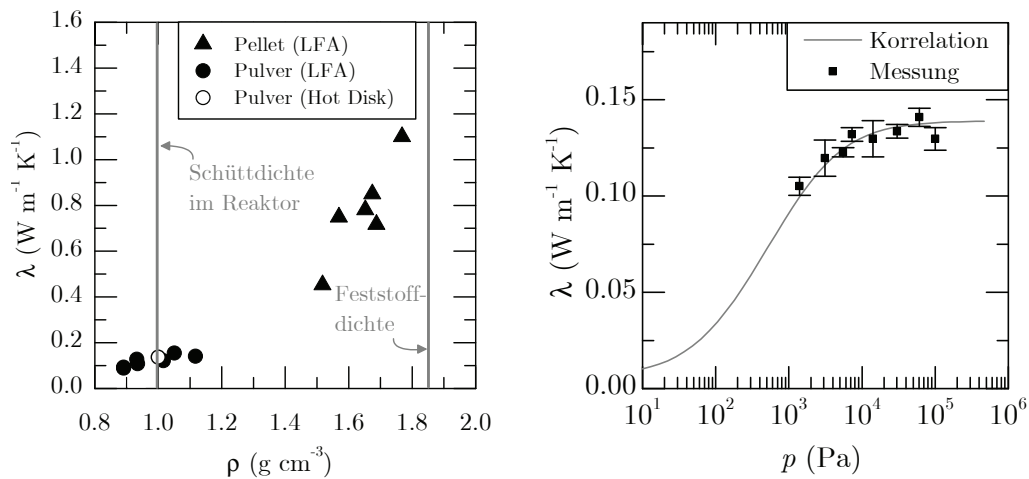 1.6
1.4
1.2
1.0
0.8
0.6
0.4
0.2
0.0
λ (W m⁻¹ K⁻¹)
Pellet (LFA)
Pulver (LFA)
Pulver (Hot Disk)
Schüttdichte
im Reaktor
Feststoff-
dichte
0.8 1.0 1.2 1.4 1.6 1.8 2.0
ρ (g cm⁻³)
Korrelation
Messung
0.15
0.10
0.05
0.00
λ (W m⁻¹ K⁻¹)
10¹ 10² 10³ 10⁴ 10⁵ 10⁶
p (Pa)